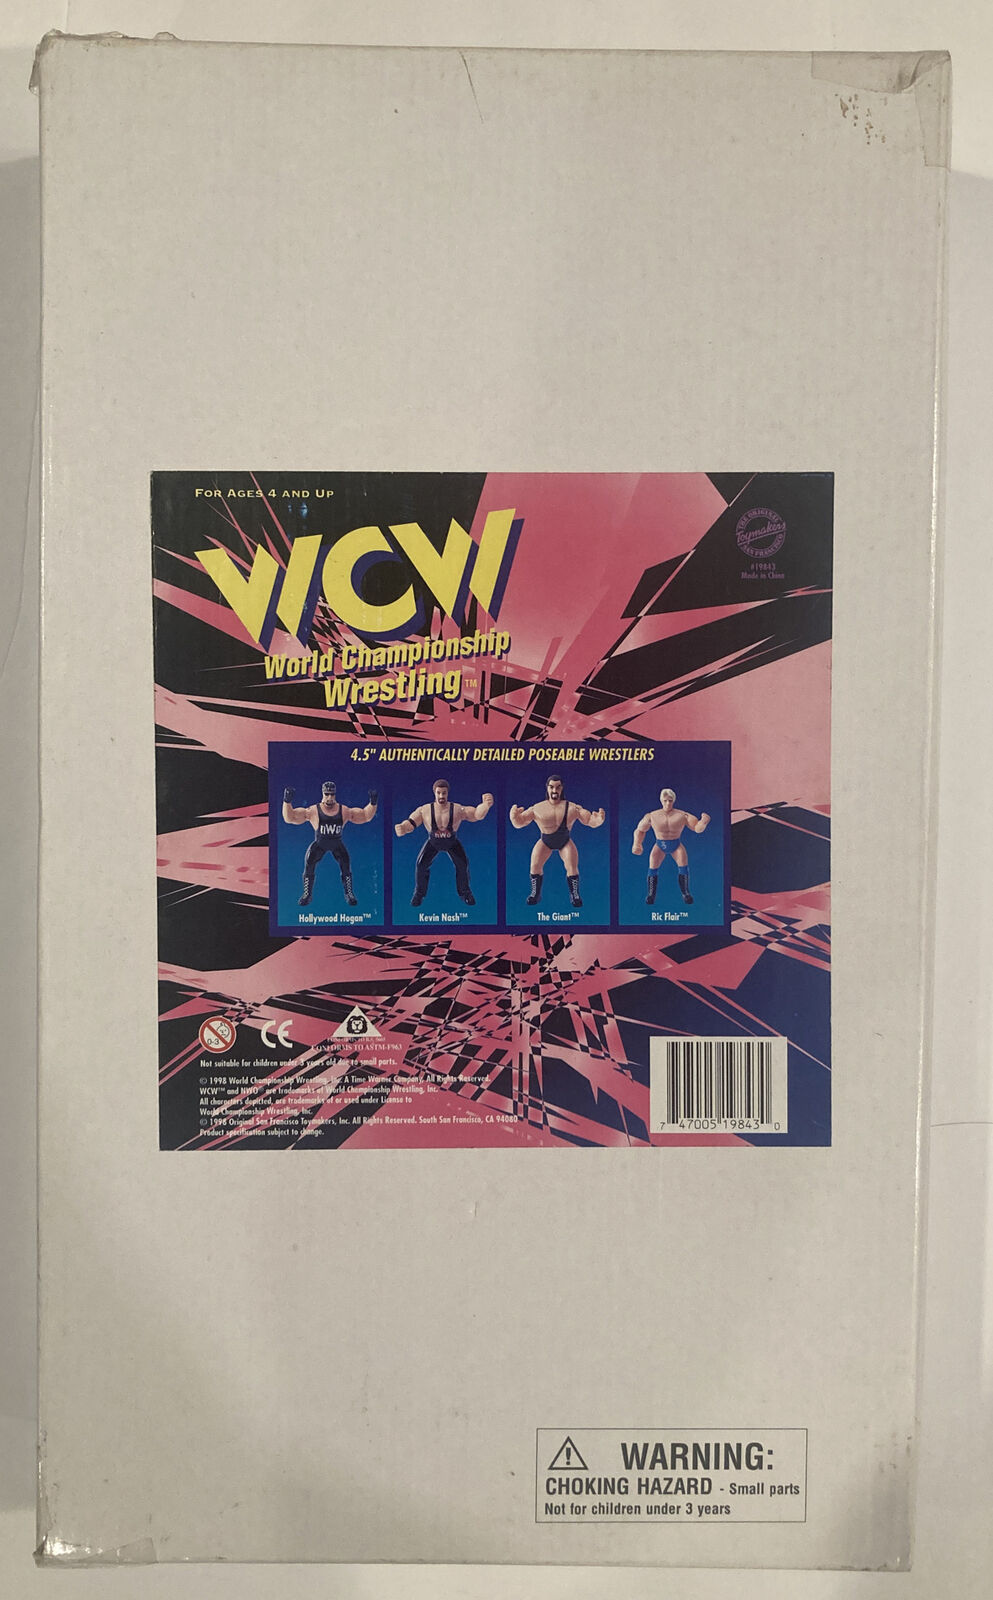 FOR AGES 4 AND UP
WCW
World Championship
Wrestling™
THE ORIGINAL
Toymakers
SAN FRANCISCO
#19843
Made in China
4.5" AUTHENTICALLY DETAILED POSEABLE WRESTLERS
nWo
nWo
Hollywood Hogan™
Kevin Nash™
The Giant™
Ric Flair™
0-3
CE
CONFORMS TO ASTM-F963
Not suitable for children under 3 years old due to small parts.
© 1998 World Championship Wrestling, Inc. A Time Warner Company, All Rights Reserved.
WCW™ and NWO are trademarks of World Championship Wrestling, Inc.
All characters depicted, are trademarks of or used under License to
World Championship Wrestling, Inc.
© 1998 Original San Francisco Toymakers, Inc. All Rights Reserved. South San Francisco, CA 94080
Product specification subject to change.
7 47005 19843 0
WARNING:
CHOKING HAZARD - Small parts
Not for children under 3 years